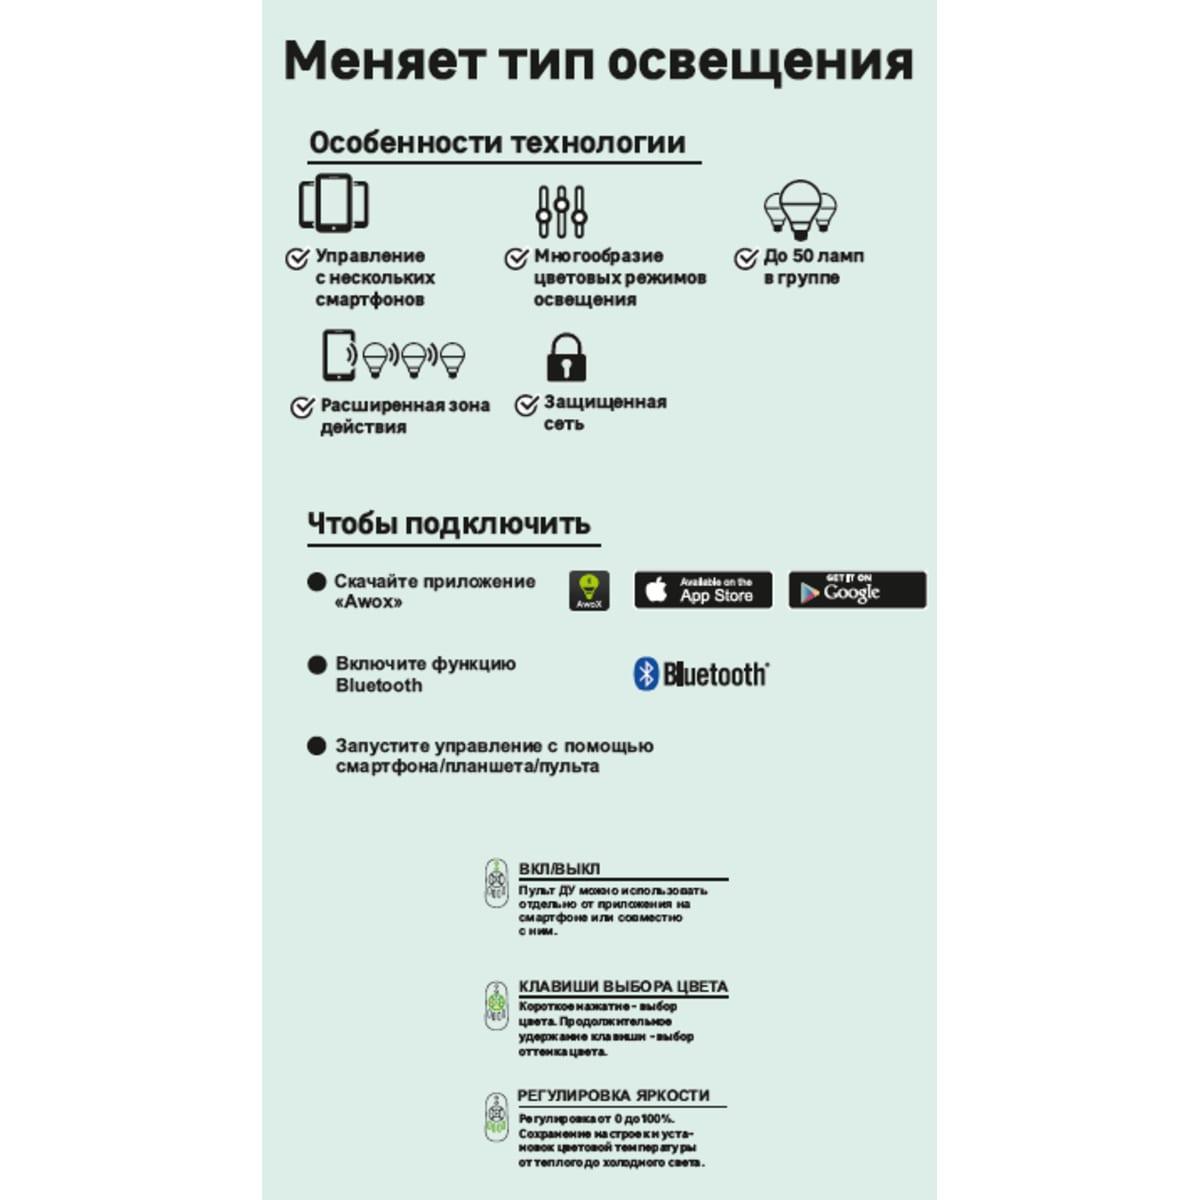 Меняет тип освещения
Особенности технологии
Управление
с нескольких
смартфонов
Многообразие
цветовых режимов
освещения
До 50 ламп
в группе
Расширенная зона
действия
Защищенная
сеть
Чтобы подключить
Скачайте приложение
«Awox»
AwoX
Available on the
App Store
GET IT ON
Google
Включите функцию
Bluetooth
Bluetooth®
Запустите управление с помощью
смартфона/планшета/пульта
ВКЛ/ВЫКЛ
Пульт ДУ можно использовать
отдельно от приложения на
смартфоне или совместно
с ним.
КЛАВИШИ ВЫБОРА ЦВЕТА
Короткое нажатие - выбор
цвета. Продолжительное
удержание клавиши - выбор
оттенка цвета.
РЕГУЛИРОВКА ЯРКОСТИ
Регулировка от 0 до 100%.
Сохранение настроек и уста-
новок цветовой температуры
от теплого до холодного света.